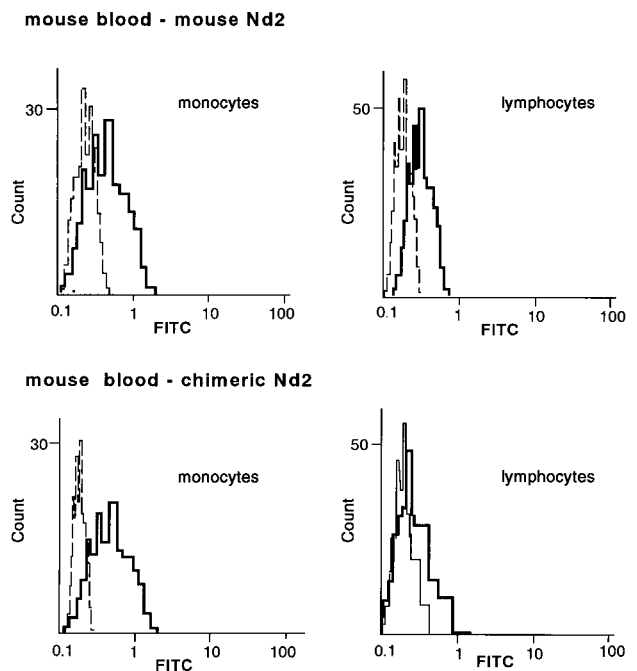 mouse blood - mouse Nd2
30
monocytes
Count
0.1 1 10 100
FITC
50
lymphocytes
Count
0.1 1 10 100
FITC
mouse blood - chimeric Nd2
30
monocytes
Count
0.1 1 10 100
FITC
50
lymphocytes
Count
0.1 1 10 100
FITC